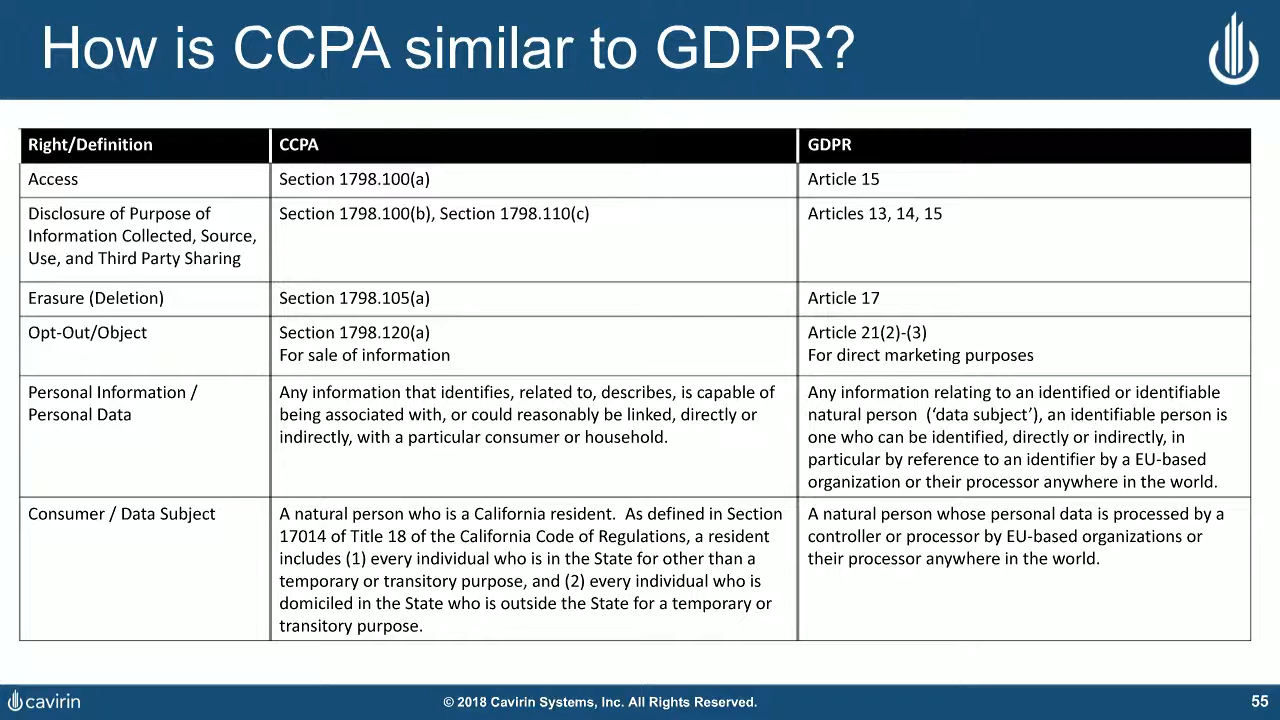 How is CCPA similar to GDPR?
Right/Definition
CCPA
GDPR
Access
Section 1798.100(a)
Article 15
Disclosure of Purpose of
Information Collected, Source,
Use, and Third Party Sharing
Section 1798.100(b), Section 1798.110(c)
Articles 13, 14, 15
Erasure (Deletion)
Section 1798.105(a)
Article 17
Opt-Out/Object
Section 1798.120(a)
For sale of information
Article 21(2)-(3)
For direct marketing purposes
Personal Information /
Personal Data
Any information that identifies, related to, describes, is capable of
being associated with, or could reasonably be linked, directly or
indirectly, with a particular consumer or household.
Any information relating to an identified or identifiable
natural person  (‘data subject’), an identifiable person is
one who can be identified, directly or indirectly, in
particular by reference to an identifier by a EU-based
organization or their processor anywhere in the world.
Consumer / Data Subject
A natural person who is a California resident.  As defined in Section
17014 of Title 18 of the California Code of Regulations, a resident
includes (1) every individual who is in the State for other than a
temporary or transitory purpose, and (2) every individual who is
domiciled in the State who is outside the State for a temporary or
transitory purpose.
A natural person whose personal data is processed by a
controller or processor by EU-based organizations or
their processor anywhere in the world.
cavirin
© 2018 Cavirin Systems, Inc. All Rights Reserved.
55